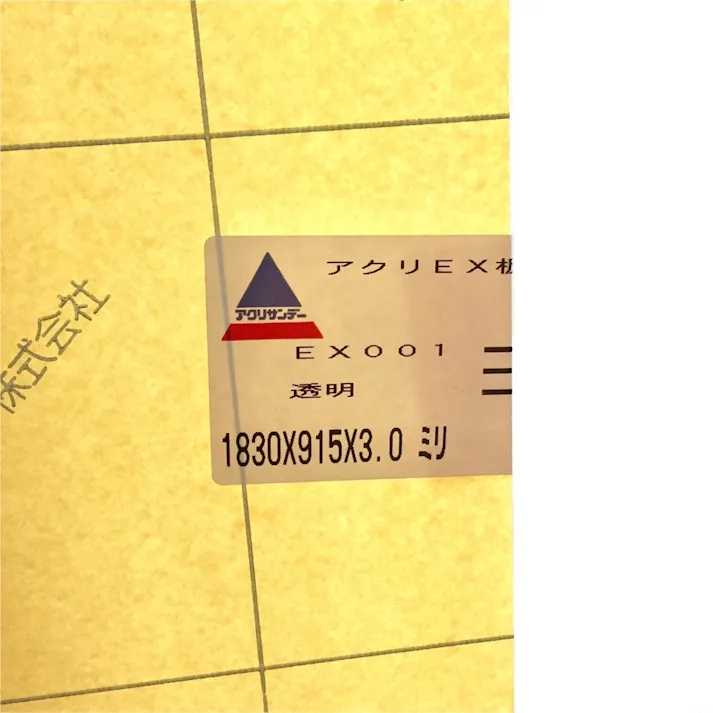 アクリEX板
アクリサンデー
EX001
透明
1830X915X3.0 ミリ
株式会社